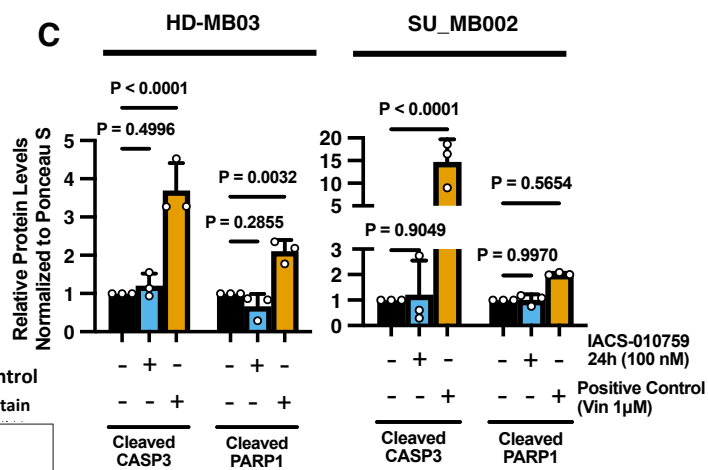 C
HD-MB03
SU_MB002
Relative Protein Levels
Normalized to Ponceau S
P < 0.0001
P = 0.4996
P = 0.0032
P = 0.2855
5
4
3
2
1
0
P < 0.0001
P = 0.9049
P = 0.5654
P = 0.9970
20
15
10
5
3
2
1
0
- + - - + - - + - - + - IACS-010759
24h (100 nM)
- - + - - + - - + - - + Positive Control
(Vin 1µM)
Cleaved
CASP3
Cleaved
PARP1
Cleaved
CASP3
Cleaved
PARP1
ntrol
tain